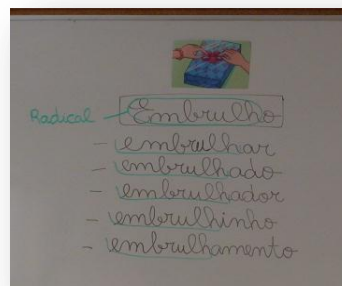 Radical - Embrulho
- embrulhar
- embrulhado
- embrulhador
- embrulhinho
- embrulhamento